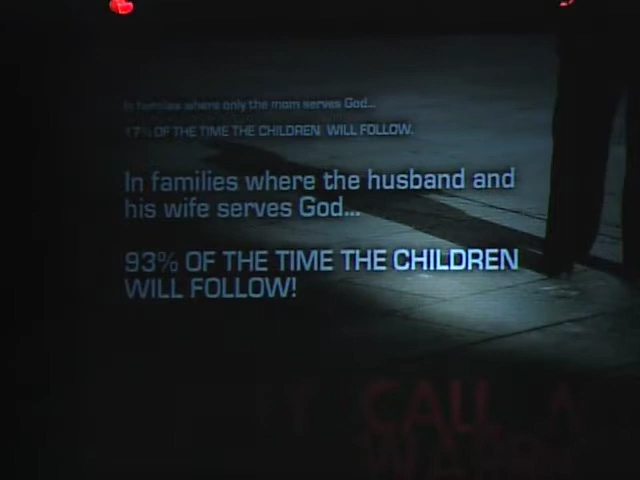 In families where only the mom serves God...
17% OF THE TIME THE CHILDREN WILL FOLLOW.
In families where the husband and
his wife serves God...
93% OF THE TIME THE CHILDREN
WILL FOLLOW!
CALL